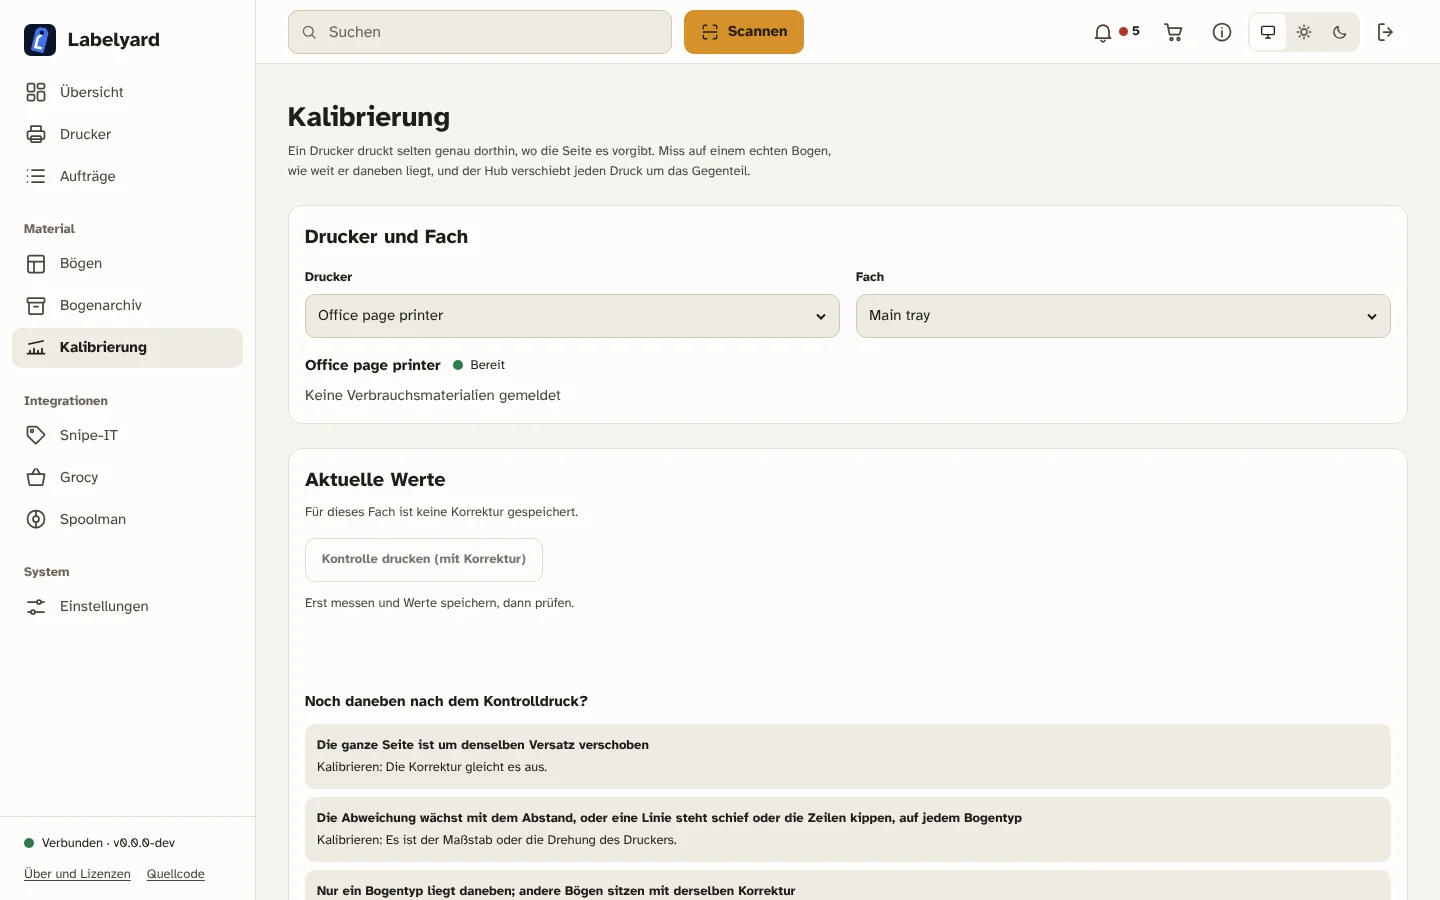 Labelyard
Suchen
Scannen
5
Übersicht
Drucker
Aufträge
Material
Bögen
Bogenarchiv
Kalibrierung
Integrationen
Snipe-IT
Grocy
Spoolman
System
Einstellungen
Verbunden · v0.0.0-dev
Über und Lizenzen Quellcode
Kalibrierung
Ein Drucker druckt selten genau dorthin, wo die Seite es vorgibt. Miss auf einem echten Bogen,
wie weit er daneben liegt, und der Hub verschiebt jeden Druck um das Gegenteil.
Drucker und Fach
Drucker
Office page printer
Fach
Main tray
Office page printer Bereit
Keine Verbrauchsmaterialien gemeldet
Aktuelle Werte
Für dieses Fach ist keine Korrektur gespeichert.
Kontrolle drucken (mit Korrektur)
Erst messen und Werte speichern, dann prüfen.
Noch daneben nach dem Kontrolldruck?
Die ganze Seite ist um denselben Versatz verschoben
Kalibrieren: Die Korrektur gleicht es aus.
Die Abweichung wächst mit dem Abstand, oder eine Linie steht schief oder die Zeilen kippen, auf jedem Bogentyp
Kalibrieren: Es ist der Maßstab oder die Drehung des Druckers.
Nur ein Bogentyp liegt daneben; andere Bögen sitzen mit derselben Korrektur